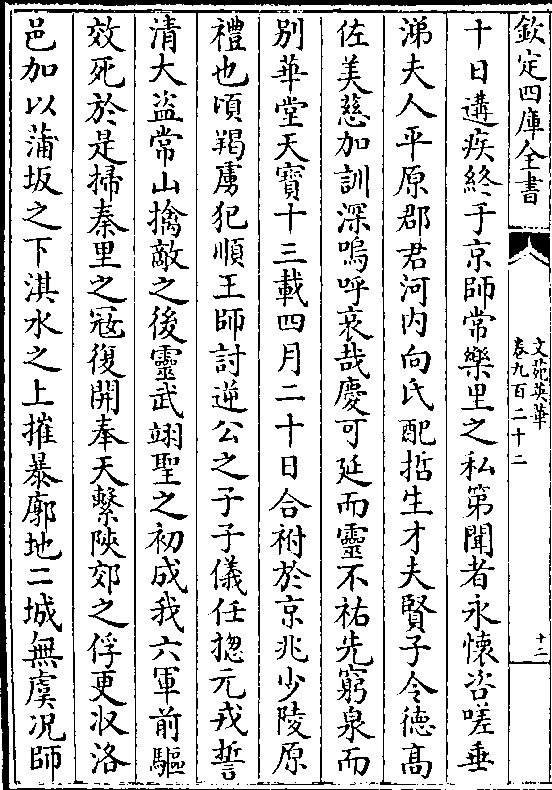 欽定四庫全書
文苑英華
卷九百二十二
十二
十日遘疾終于京師常樂里之私第聞者永懷咨嗟垂
涕夫人平原郡君河內向氏配哲生才夫賢子令德髙
佐美慈加訓深嗚呼哀哉慶可延而靈不祐先窮泉而
別華堂天寳十三載四月二十日合祔於京兆少陵原
禮也頃羯虜犯順王師討逆公之子子儀任揔元戎誓
清大盜常山擒敵之後靈武翊聖之初成我六軍前驅
效死於是掃秦里之寇復開奉天繫陝郊之俘更收洛
邑加以蒲坂之下淇水之上摧暴廓地二城無虞况師